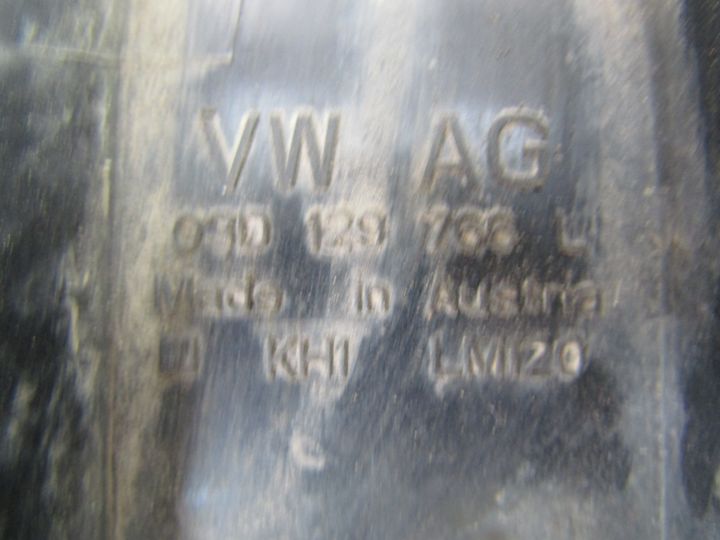 VW AG
03D 129
Made in Austria
KHI LM120